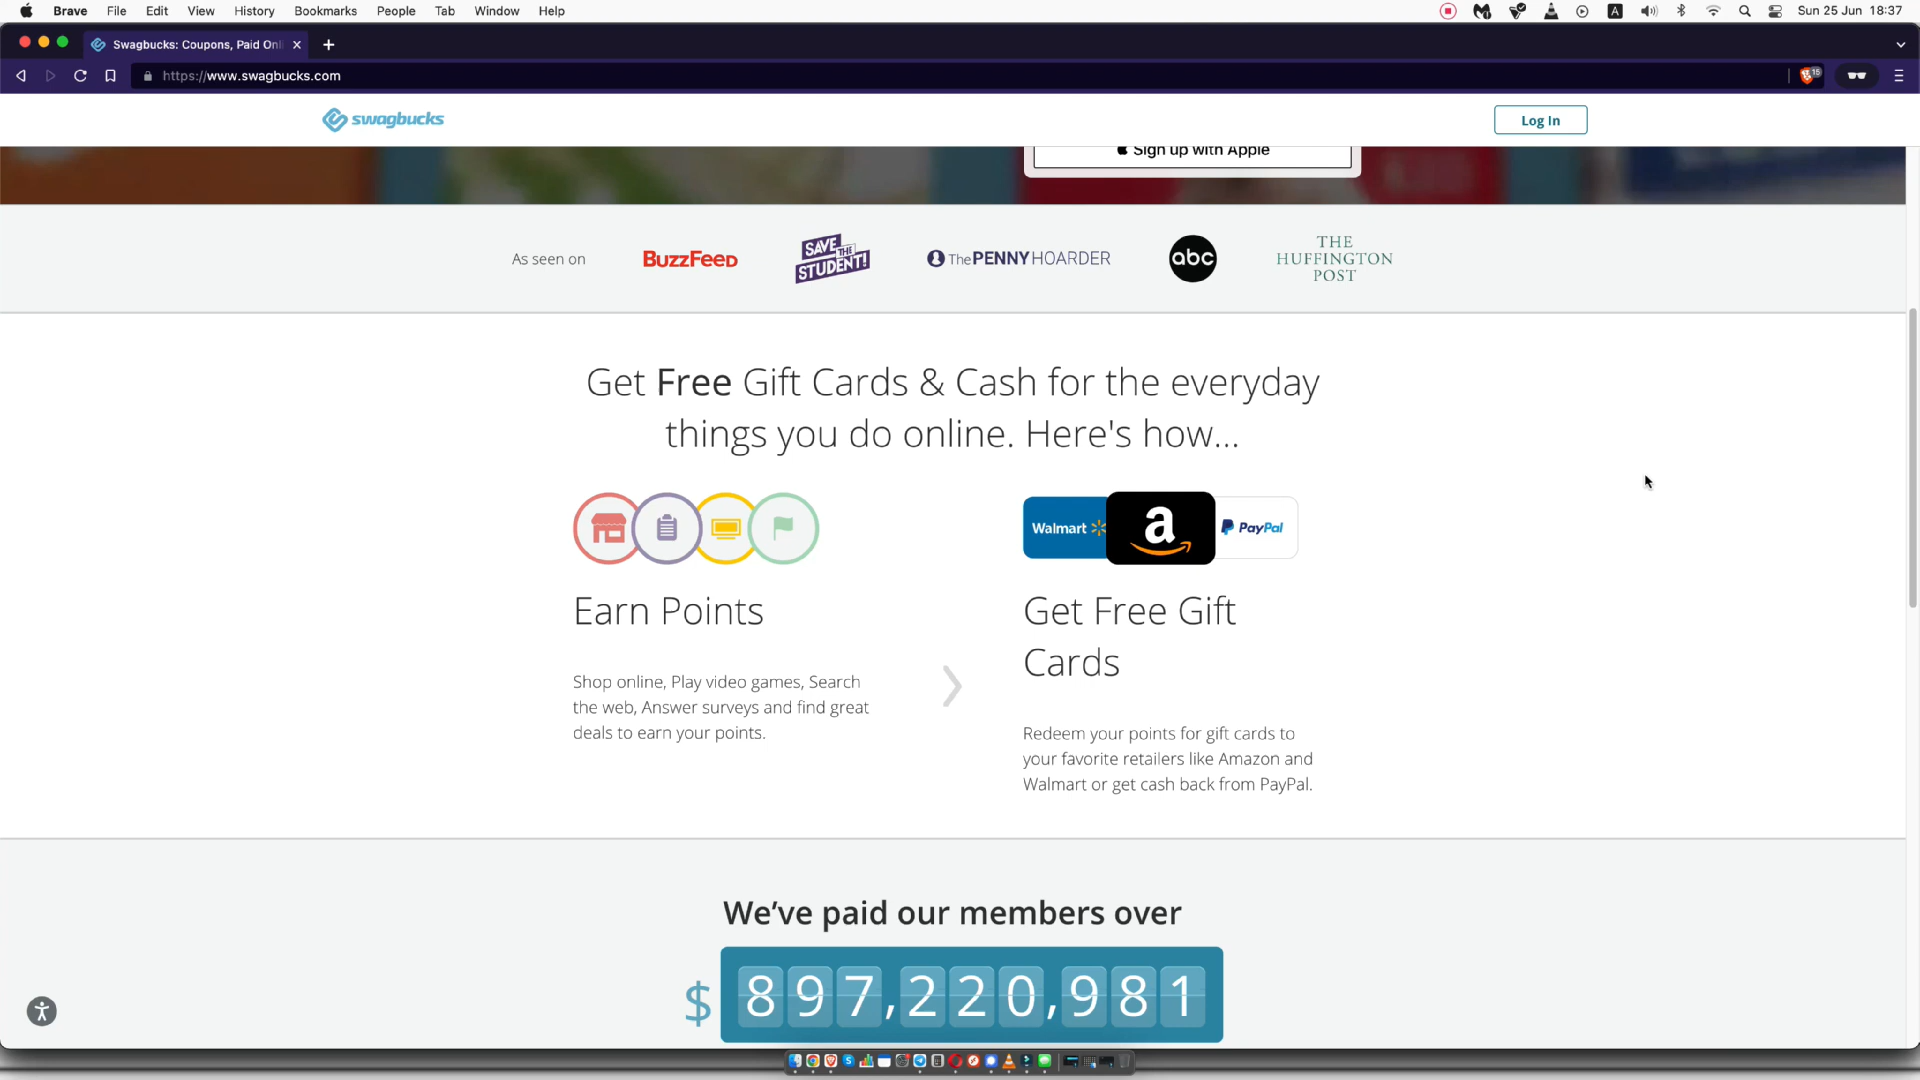 Brave File Edit View History Bookmarks People Tab Window Help
A
Sun 25 Jun 18:37
Swagbucks: Coupons, Paid Onl
https://www.swagbucks.com
15
swagbucks
Log In
Sign up with Apple
As seen on
BuzzFeed
SAVE THE STUDENT!
The PENNY HOARDER
abc
THE HUFFINGTON POST
Get Free Gift Cards & Cash for the everyday
things you do online. Here's how...
Walmart
a
PayPal
Earn Points
Shop online, Play video games, Search
the web, Answer surveys and find great
deals to earn your points.
Get Free Gift
Cards
Redeem your points for gift cards to
your favorite retailers like Amazon and
Walmart or get cash back from PayPal.
We've paid our members over
$ 897,220,981